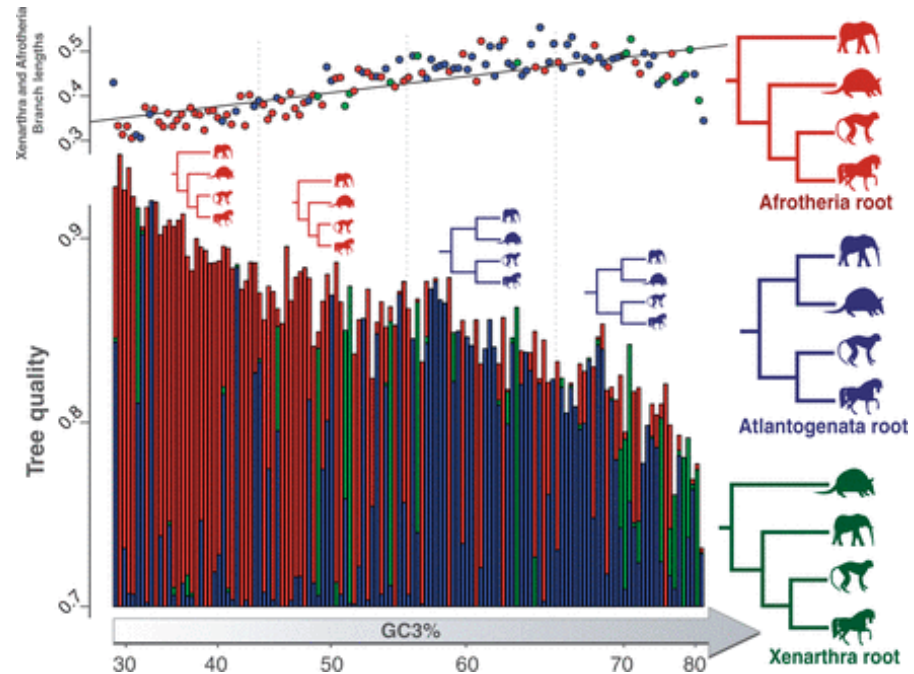 Xenarthra and Afrotheria
Branch lengths
0.5
0.4
0.3
Afrotheria root
Tree quality
0.9
0.8
0.7
Atlantogenata root
Xenarthra root
GC3%
30 40 50 60 70 80